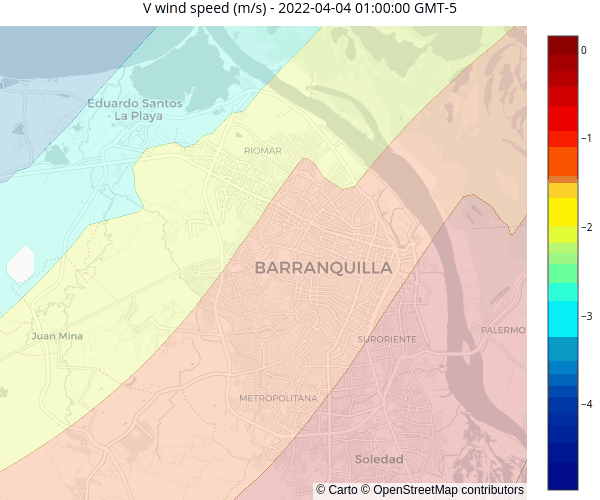 V wind speed (m/s) - 2022-04-04 01:00:00 GMT-5
0
Eduardo Santos
- La Playa
−1
RIOMAR
−2
BARRANQUILLA
−3
Juan Mina
SURORIENTE
PALERMO
METROPOLITANA
−4
Soledad
© Carto © OpenStreetMap contributors